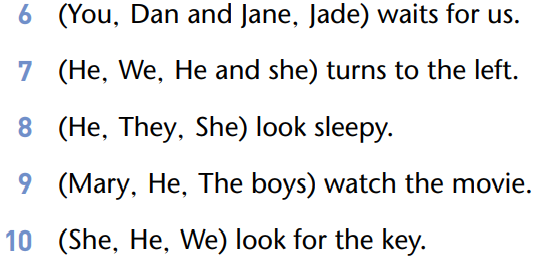 6 (You, Dan and Jane, Jade) waits for us.
7 (He, We, He and she) turns to the left.
8 (He, They, She) look sleepy.
9 (Mary, He, The boys) watch the movie.
10 (She, He, We) look for the key.